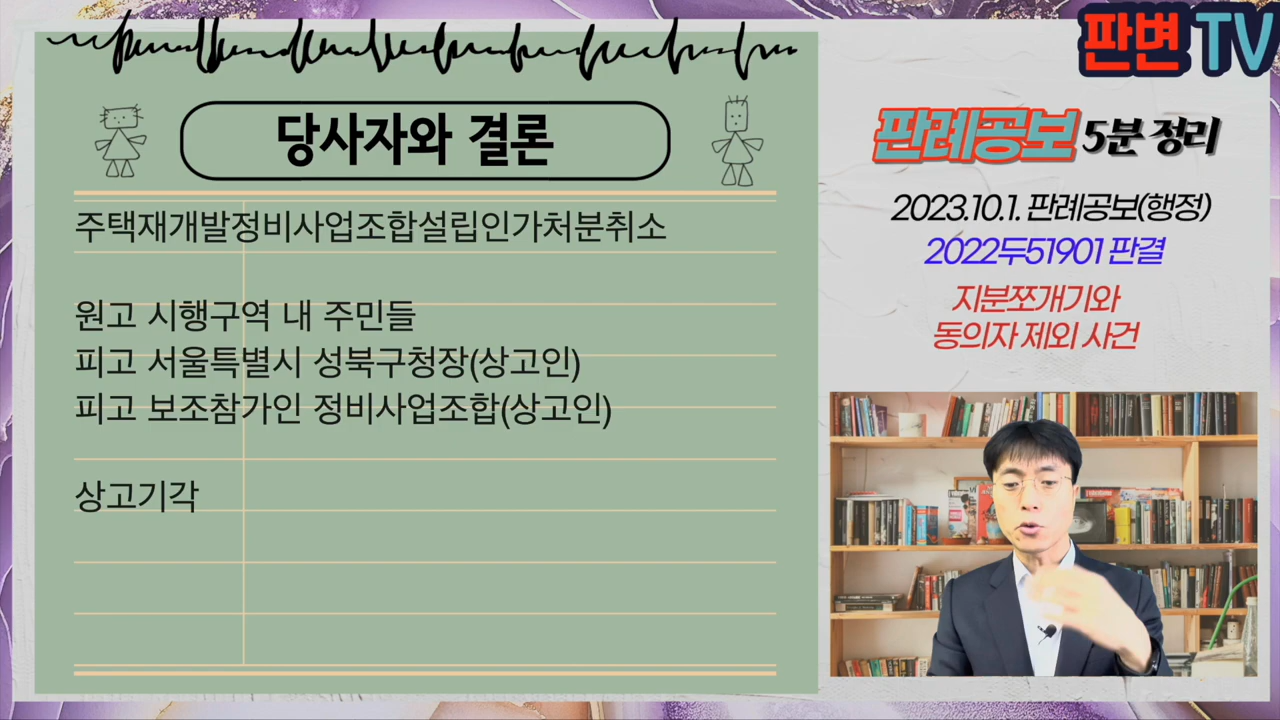 당사자와 결론
주택재개발정비사업조합설립인가처분취소
원고 시행구역 내 주민들
피고 서울특별시 성북구청장(상고인)
피고 보조참가인 정비사업조합(상고인)
상고기각
판변 TV
판례공보 5분 정리
2023.10.1. 판례공보(행정)
2022두51901 판결
지분쪼개기와
동의자 제외 사건